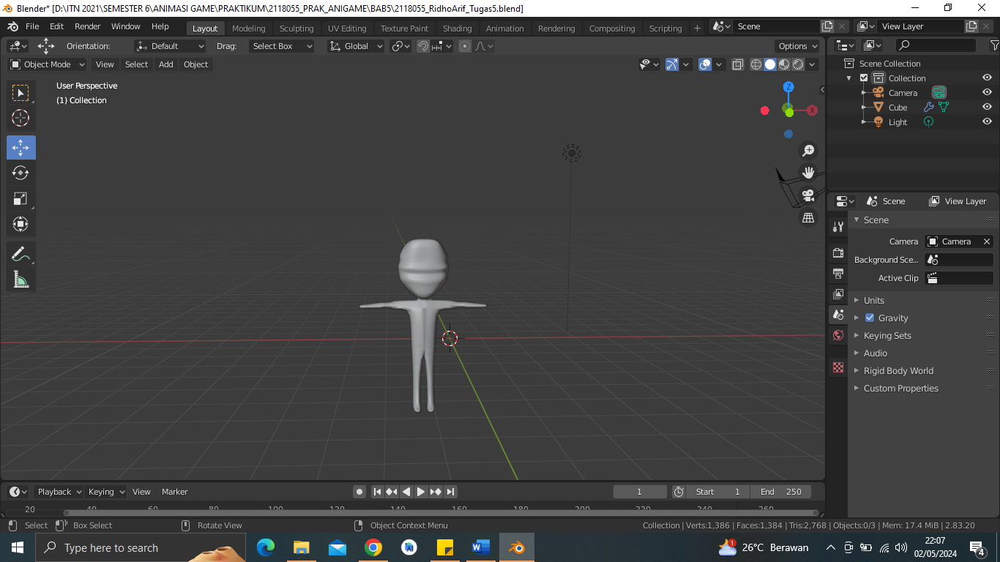 Blender* [D:\ITN 2021\SEMESTER 6\ANIMASI GAME\PRAKTIKUM\2118055_PRAK_ANIGAME\BAB5\2118055_RidhoArif_Tugas5.blend]
File Edit Render Window Help Layout Modeling Sculpting UV Editing Texture Paint Shading Animation Rendering Compositing Scripting + Scene View Layer
Orientation: Default Drag: Select Box Global Options
Object Mode View Select Add Object
Scene Collection
Collection
Camera
Cube
Light
User Perspective
(1) Collection
Z
X
Scene View Layer
Scene
Camera Camera
Background Sce...
Active Clip
Units
Gravity
Keying Sets
Audio
Rigid Body World
Custom Properties
Playback Keying View Marker 1 Start 1 End 250
20 40 60 80 100 120 140 160 180 200 220 240 260
Select Box Select Rotate View Object Context Menu Collection | Verts:1,386 | Faces:1,384 | Tris:2,768 | Objects:0/3 | Mem: 17.4 MiB | 2.83.20
Type here to search 1 26°C Berawan 22:07
02/05/2024 4